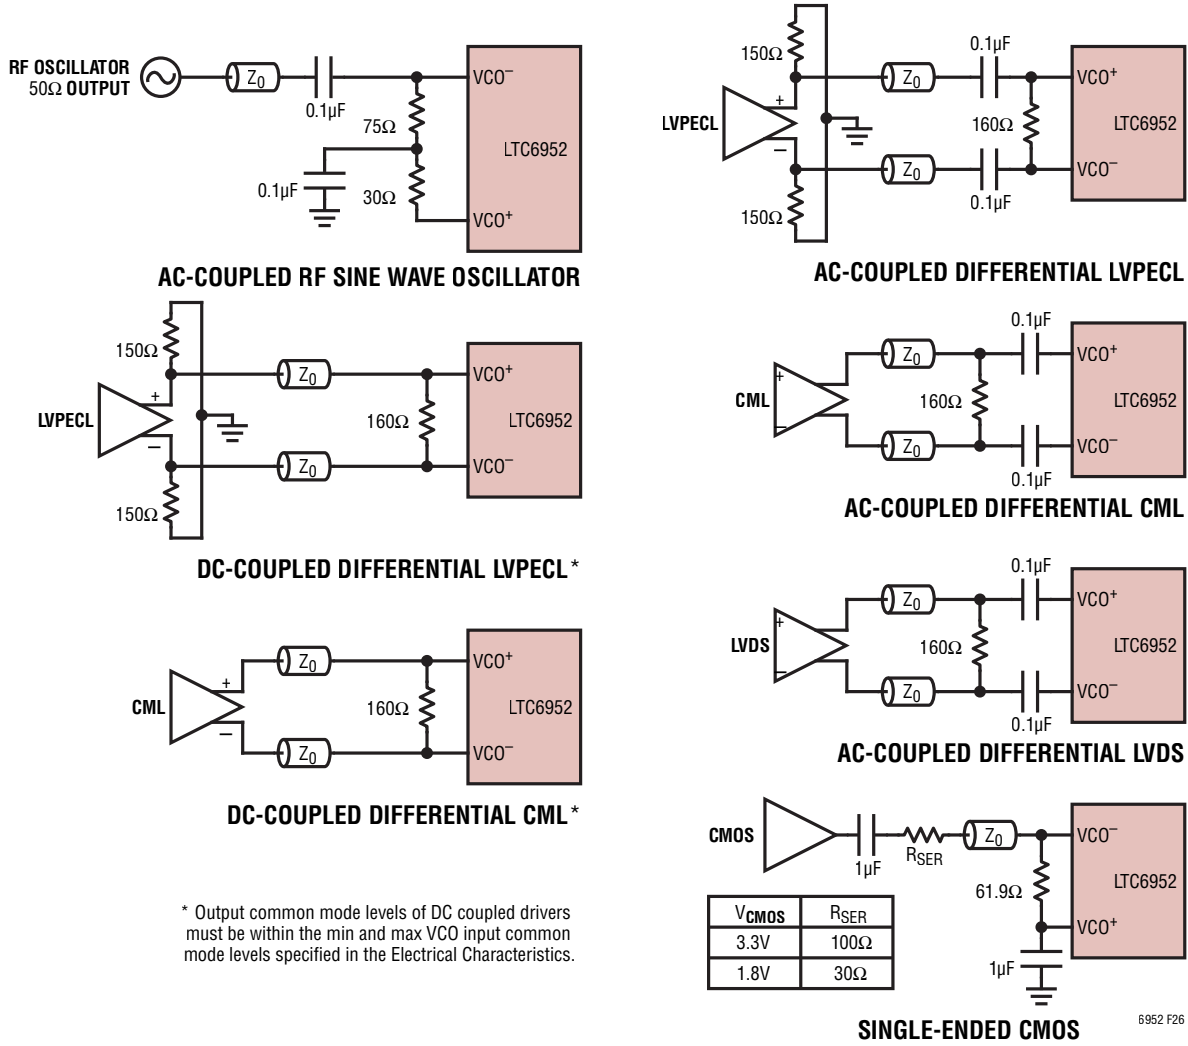 RF OSCILLATOR
50Ω OUTPUT
Z0
0.1µF
VCO–
75Ω
LTC6952
0.1µF
30Ω
VCO+
AC-COUPLED RF SINE WAVE OSCILLATOR
150Ω
LVPECL
+
–
150Ω
Z0
Z0
160Ω
VCO+
LTC6952
VCO–
DC-COUPLED DIFFERENTIAL LVPECL*
CML
+
–
Z0
Z0
160Ω
VCO+
LTC6952
VCO–
DC-COUPLED DIFFERENTIAL CML*
* Output common mode levels of DC coupled drivers
must be within the min and max VCO input common
mode levels specified in the Electrical Characteristics.
150Ω
LVPECL
+
–
150Ω
Z0
Z0
0.1µF
0.1µF
160Ω
VCO+
LTC6952
VCO–
AC-COUPLED DIFFERENTIAL LVPECL
CML
+
–
Z0
Z0
160Ω
0.1µF
0.1µF
VCO+
LTC6952
VCO–
AC-COUPLED DIFFERENTIAL CML
LVDS
+
–
Z0
Z0
160Ω
0.1µF
0.1µF
VCO+
LTC6952
VCO–
AC-COUPLED DIFFERENTIAL LVDS
CMOS
1µF
RSER
Z0
VCO–
61.9Ω
LTC6952
VCO+
1µF
VCMOS RSER
3.3V 100Ω
1.8V 30Ω
SINGLE-ENDED CMOS
6952 F26